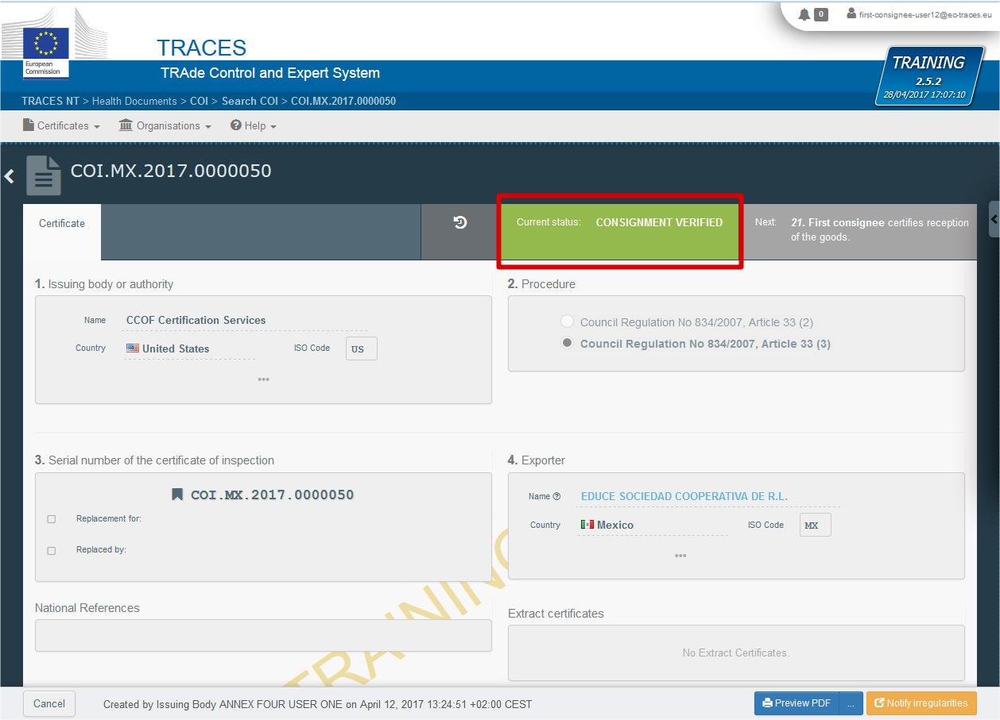 0
first-consignee-user12@ec-traces.eu
European
Commission
TRACES
TRAde Control and Expert System
TRAINING
2.5.2
28/04/2017 17:07:10
TRACES NT > Health Documents > COI > Search COI > COI.MX.2017.0000050
Certificates Organisations Help
COI.MX.2017.0000050
Certificate
Current status: CONSIGNMENT VERIFIED
Next: 21. First consignee certifies reception
of the goods.
1. Issuing body or authority
Name CCOF Certification Services
Country United States ISO Code US
•••
2. Procedure
Council Regulation No 834/2007, Article 33 (2)
Council Regulation No 834/2007, Article 33 (3)
3. Serial number of the certificate of inspection
COI.MX.2017.0000050
Replacement for:
Replaced by:
4. Exporter
Name EDUCE SOCIEDAD COOPERATIVA DE R.L.
Country Mexico ISO Code MX
•••
National References
Extract certificates
No Extract Certificates.
TRAINING
Cancel
Created by Issuing Body ANNEX FOUR USER ONE on April 12, 2017 13:24:51 +02:00 CEST
Preview PDF ... Notify irregularities